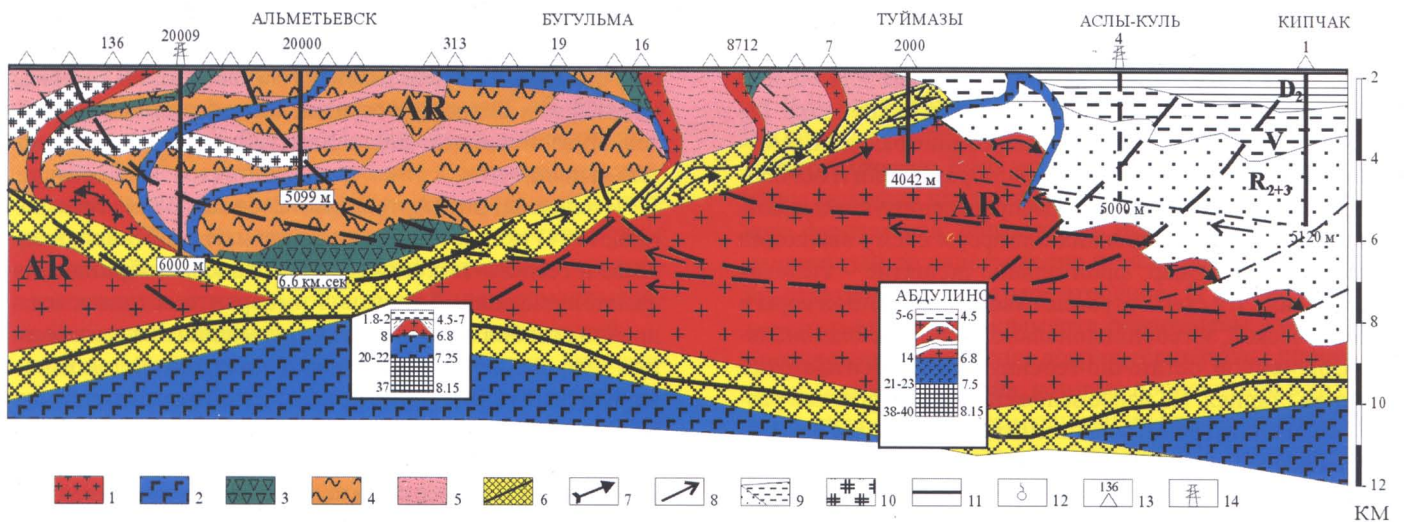 АЛЬМЕТЬЕВСК БУГУЛЬМА ТУЙМАЗЫ АСЛЫ-КУЛЬ КИПЧАК
136 20009 20000 313 19 16 8712 7 2000 4 1
2
D2
AR
V
4
4042 м
R2+3
5099 м
AR
5000 м
5120 м
6
6000 м
AR
6.6 км.сек
АБДУЛИНО
1.8-2 4.5-7
5-6 4.5
8 6.8
8
20-22 7.25
14 6.8
37 8.15
21-23 7.5
38-40 8.15
10
12
1 2 3 4 5 6 7 8 9 10 11 12 136 13 14
КМ